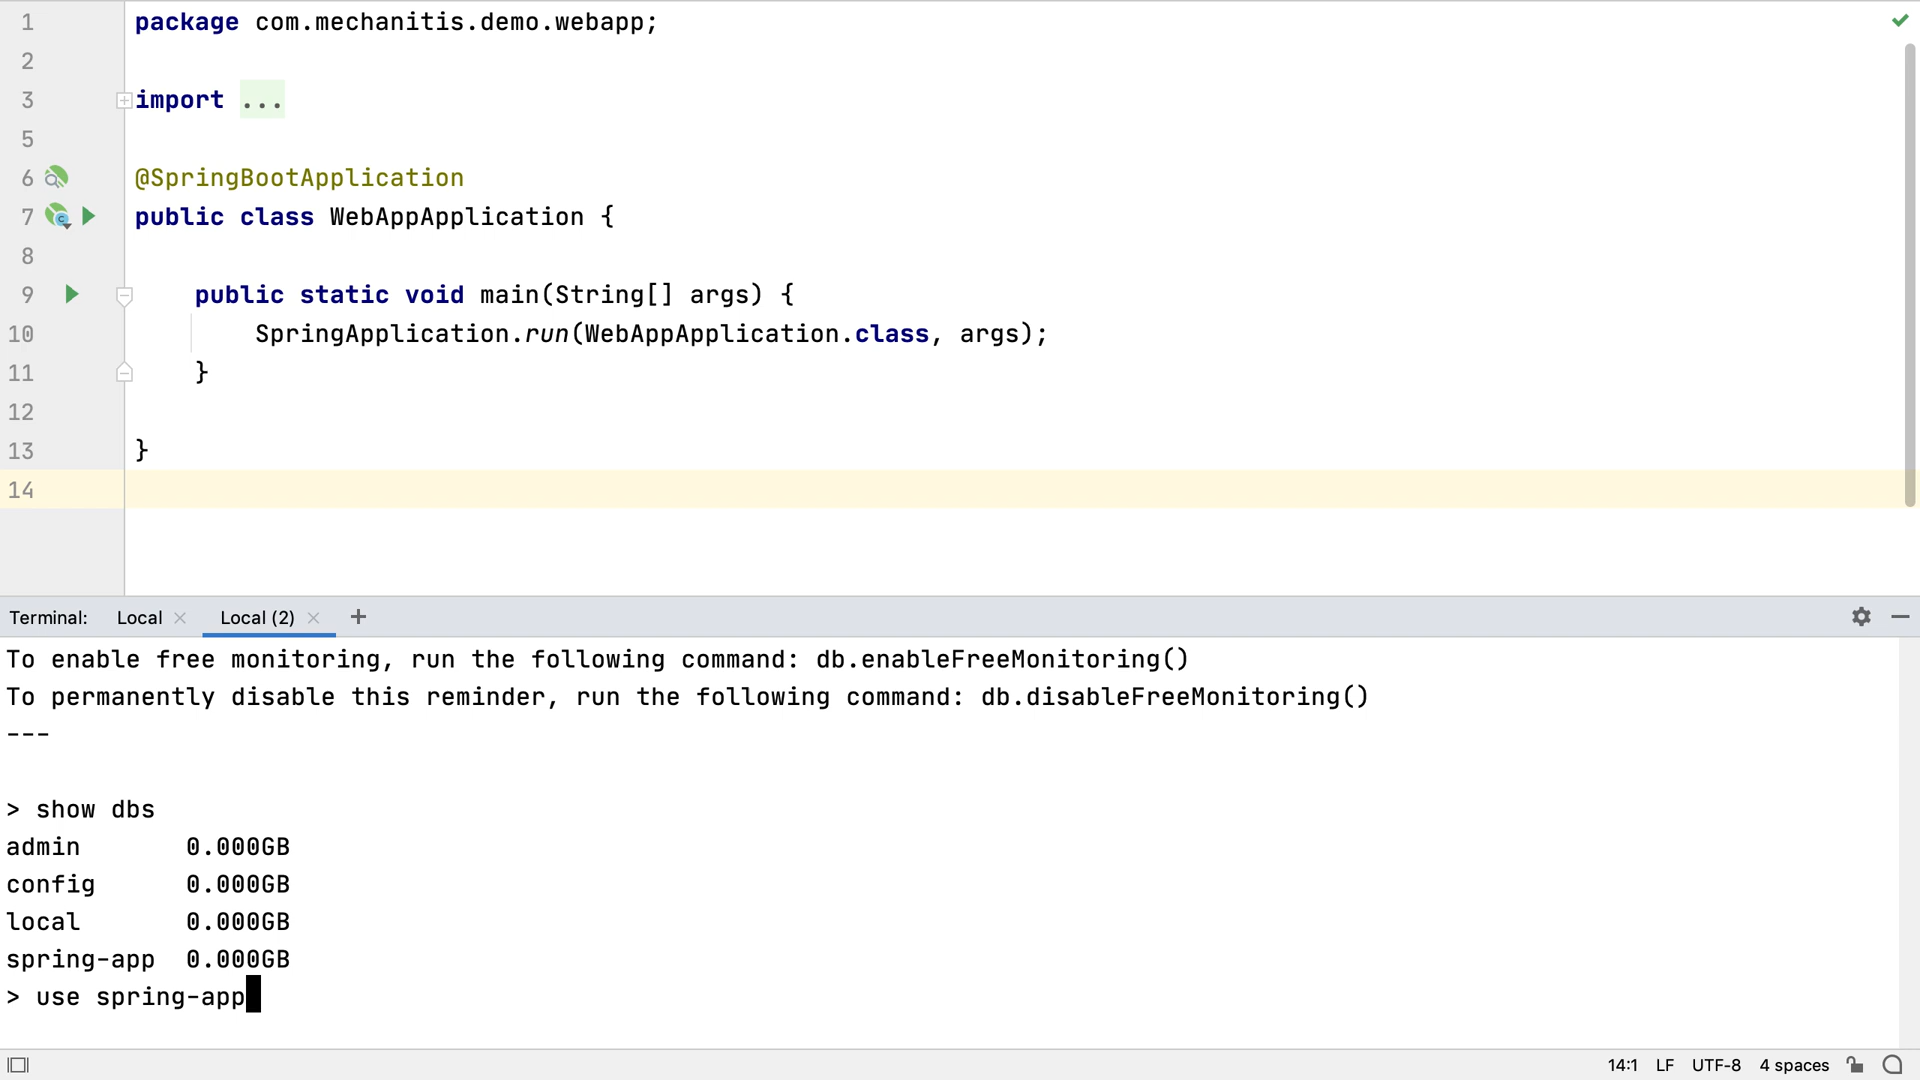 1 package com.mechanitis.demo.webapp;
2
3 import ...
5
6 @SpringBootApplication
7 public class WebAppApplication {
8
9 public static void main(String[] args) {
10 SpringApplication.run(WebAppApplication.class, args);
11 }
12
13 }
14
Terminal: Local Local (2)
To enable free monitoring, run the following command: db.enableFreeMonitoring()
To permanently disable this reminder, run the following command: db.disableFreeMonitoring()
---
> show dbs
admin 0.000GB
config 0.000GB
local 0.000GB
spring-app 0.000GB
> use spring-app
14:1 LF UTF-8 4 spaces